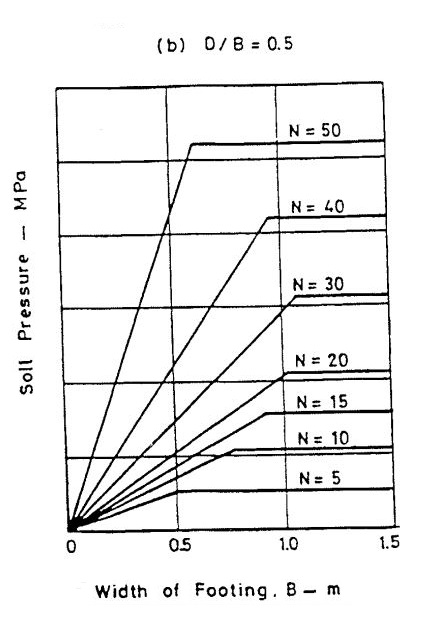 (b) D/B = 0.5
Soil Pressure — MPa
N = 50
N = 40
N = 30
N = 20
N = 15
N = 10
N = 5
0 0.5 1.0 1.5
Width of Footing, B — m